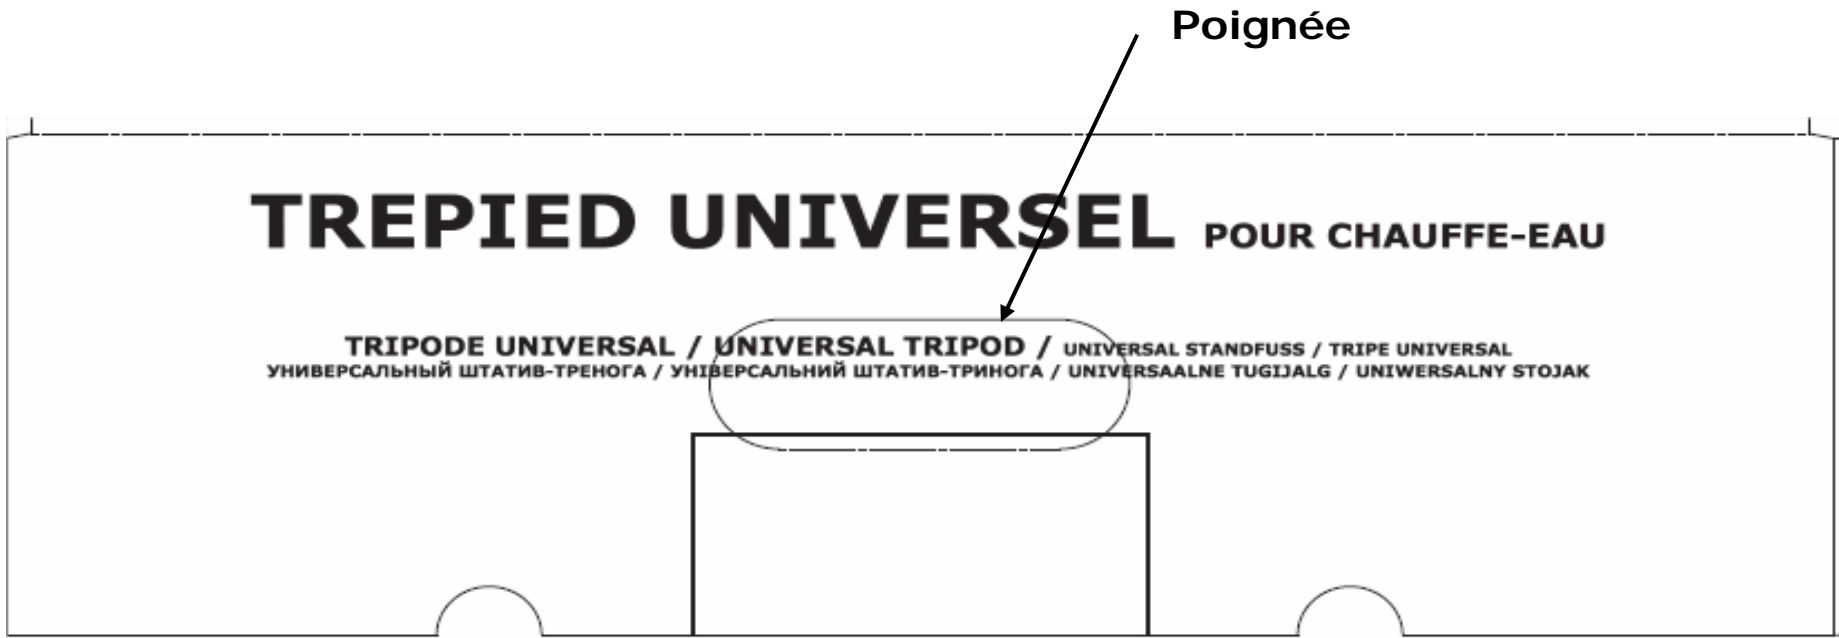 Poignée
TREPIED UNIVERSEL POUR CHAUFFE-EAU
TRIPODE UNIVERSAL / UNIVERSAL TRIPOD / UNIVERSAL STANDFUSS / TRIPE UNIVERSAL
УНИВЕРСАЛЬНЫЙ ШТАТИВ-ТРЕНОГА / УНІВЕРСАЛЬНИЙ ШТАТИВ-ТРИНОГА / UNIVERSAALNE TUGIJALG / UNIWERSALNY STOJAK